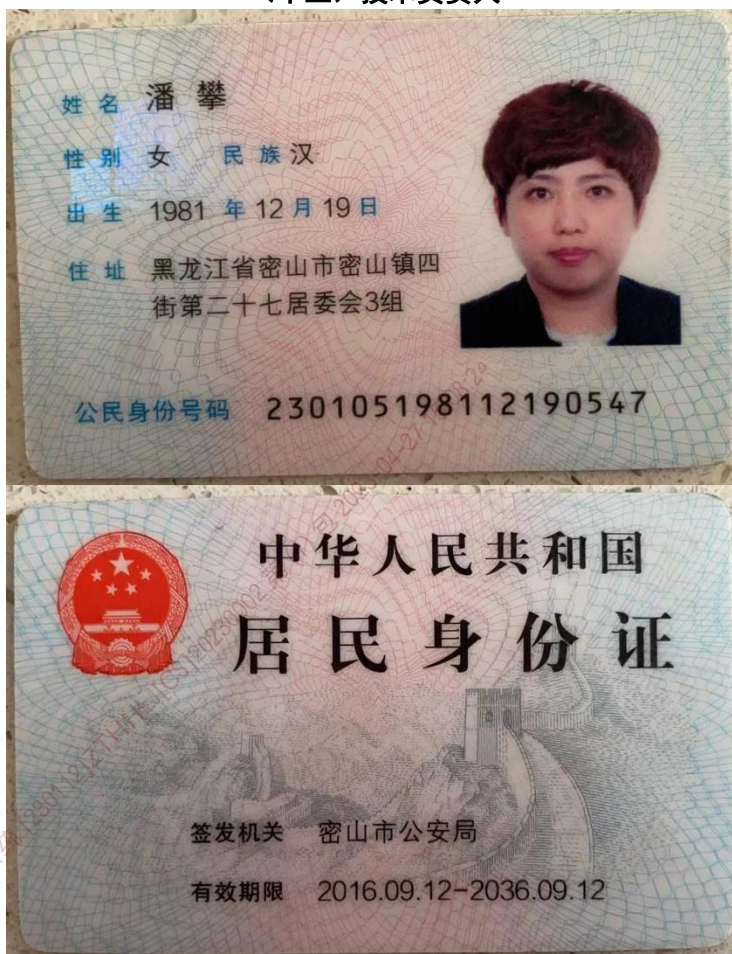 姓名 潘攀
性别 女 民族 汉
出生 1981 年 12 月 19 日
住址 黑龙江省密山市密山镇四
街第二十七居委会3组
公民身份号码 230105198112190547
中华人民共和国
居民身份证
签发机关 密山市公安局
有效期限 2016.09.12-2036.09.12